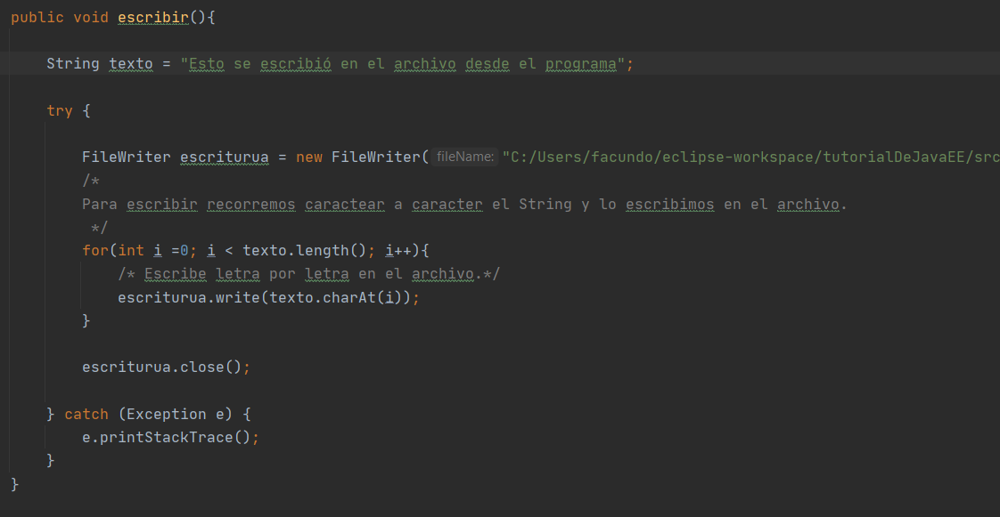 public void escribir(){
String texto = "Esto se escribió en el archivo desde el programa";
try {
FileWriter escriturua = new FileWriter( fileName: "C:/Users/facundo/eclipse-workspace/tutorialDeJavaEE/src
/*
Para escribir recorremos caractear a caracter el String y lo escribimos en el archivo.
*/
for(int i =0; i < texto.length(); i++){
/* Escribe letra por letra en el archivo.*/
escriturua.write(texto.charAt(i));
}
escriturua.close();
} catch (Exception e) {
e.printStackTrace();
}
}